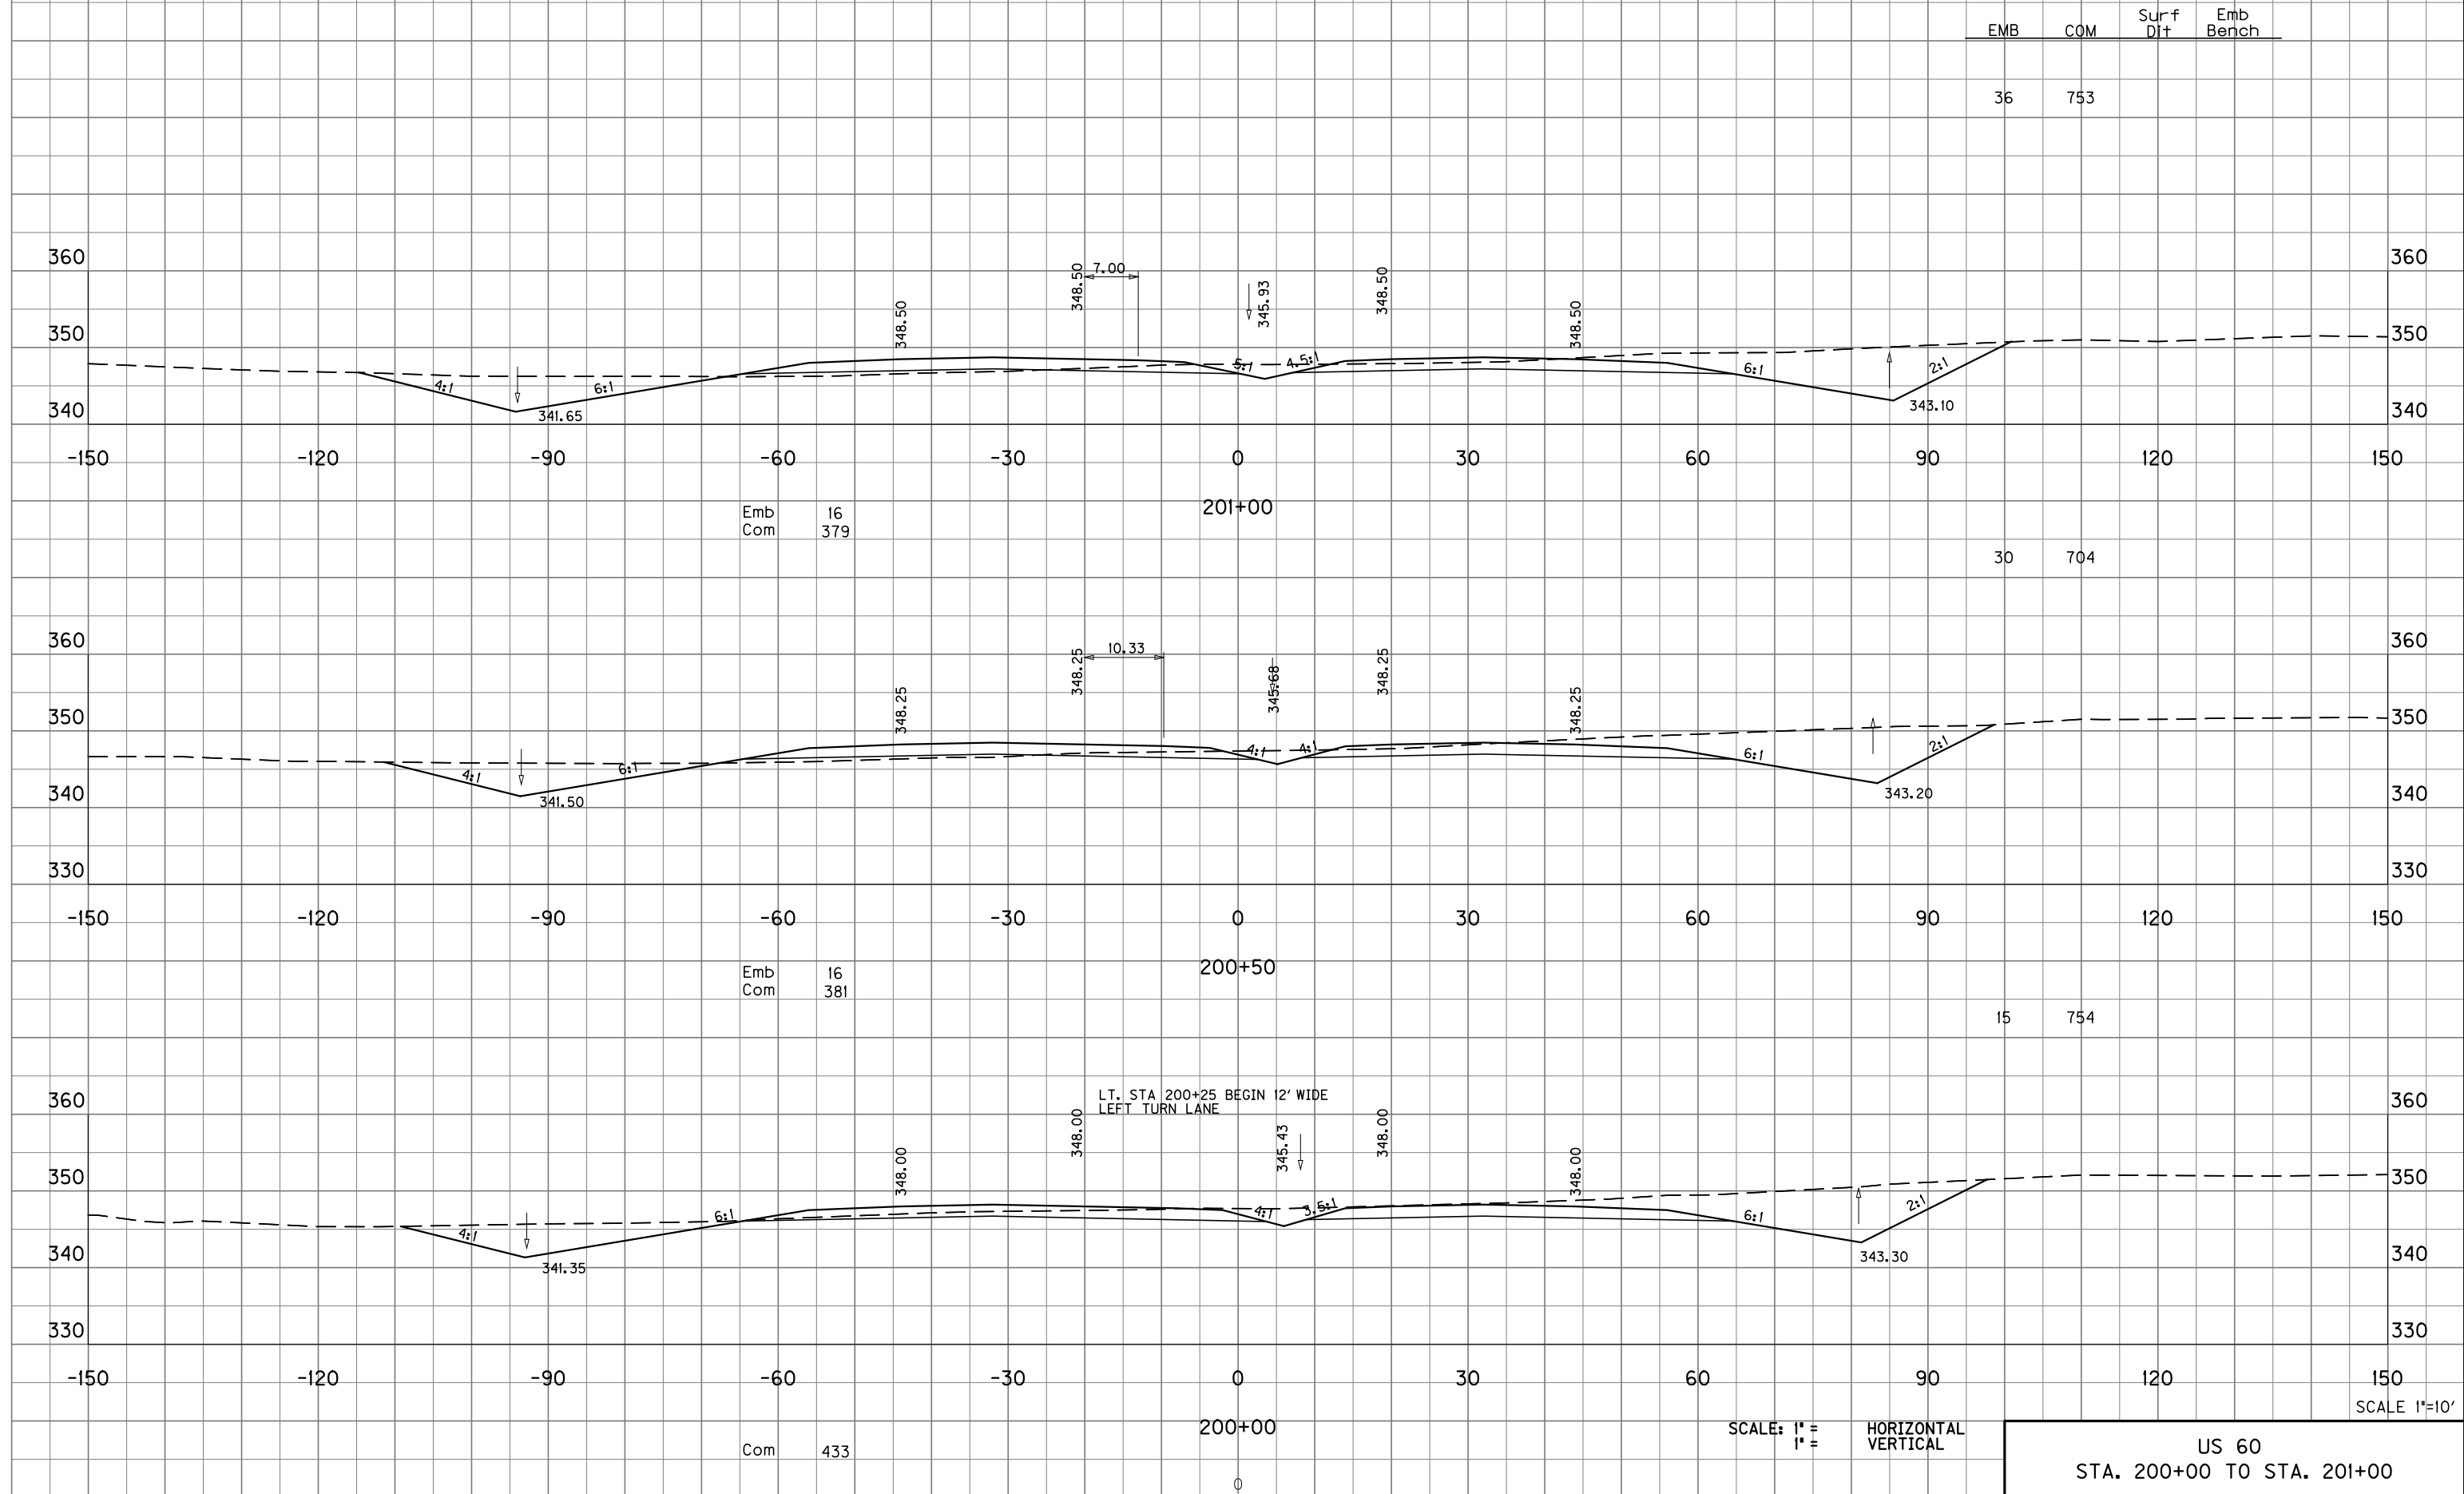 Surf Emb
EMB COM Dit Bench
36 753
360 360
348.50 348.50 7.00 345.93 348.50 348.50
350 350
4:1 6:1 5:1 4.5:1 6:1 2:1
340 341.65 343.10 340
-150 -120 -90 -60 -30 0 30 60 90 120 150
201+00
Emb 16
Com 379
30 704
360 360
348.25 348.25 10.33 345.68 348.25 348.25
350 350
4:1 6:1 4:1 4:1 6:1 2:1
340 341.50 343.20 340
330 330
-150 -120 -90 -60 -30 0 30 60 90 120 150
200+50
Emb 16
Com 381
15 754
LT. STA 200+25 BEGIN 12' WIDE
LEFT TURN LANE
360 360
348.00 348.00 345.43 348.00 348.00
350 350
4:1 6:1 4:1 3.5:1 6:1 2:1
340 341.35 343.30 340
330 330
-150 -120 -90 -60 -30 0 30 60 90 120 150
SCALE 1"=10'
200+00
SCALE: 1" = HORIZONTAL
1" = VERTICAL
Com 433
0
US 60
STA. 200+00 TO STA. 201+00